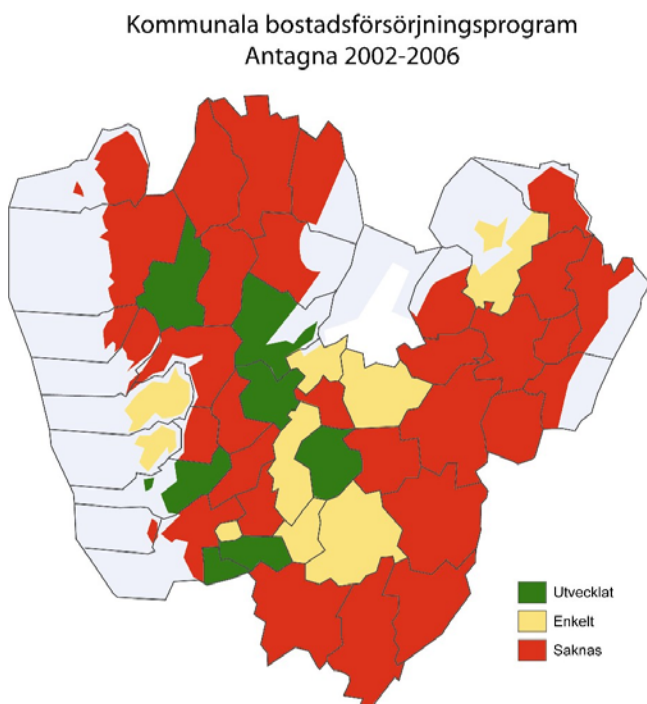 Kommunala bostadsförsörjningsprogram
Antagna 2002-2006
Utvecklat
Enkelt
Saknas